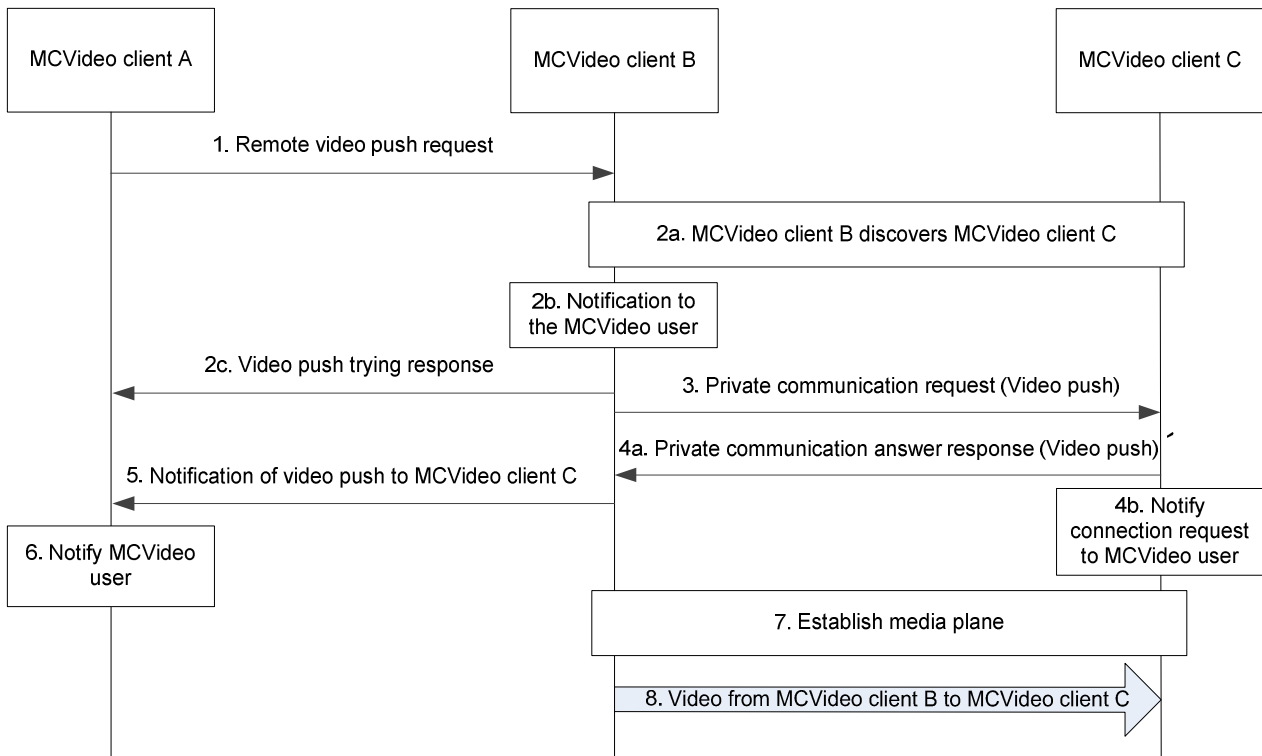 MCVideo client A
MCVideo client B
MCVideo client C
1. Remote video push request
2a. MCVideo client B discovers MCVideo client C
2b. Notification to
the MCVideo user
2c. Video push trying response
3. Private communication request (Video push)
4a. Private communication answer response (Video push)
5. Notification of video push to MCVideo client C
4b. Notify
connection request
to MCVideo user
6. Notify MCVideo
user
7. Establish media plane
8. Video from MCVideo client B to MCVideo client C